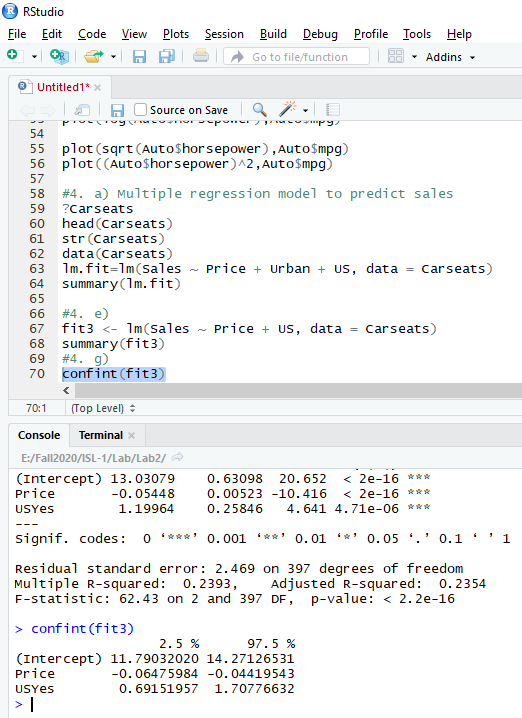 RStudio
File Edit Code View Plots Session Build Debug Profile Tools Help
Go to file/function Addins
Untitled1*
Source on Save
53 plot(log(Auto$horsepower),Auto$mpg)
54
55 plot(sqrt(Auto$horsepower),Auto$mpg)
56 plot((Auto$horsepower)^2,Auto$mpg)
57
58 #4. a) Multiple regression model to predict sales
59 ?Carseats
60 head(Carseats)
61 str(Carseats)
62 data(Carseats)
63 lm.fit=lm(Sales ~ Price + Urban + US, data = Carseats)
64 summary(lm.fit)
65
66 #4. e)
67 fit3 <- lm(Sales ~ Price + US, data = Carseats)
68 summary(fit3)
69 #4. g)
70 confint(fit3)
70:1 (Top Level)
Console Terminal
E:/Fall2020/ISL-1/Lab/Lab2/
(Intercept) 13.03079 0.63098 20.652 < 2e-16 ***
Price -0.05448 0.00523 -10.416 < 2e-16 ***
USYes 1.19964 0.25846 4.641 4.71e-06 ***
---
Signif. codes: 0 ‘***’ 0.001 ‘**’ 0.01 ‘*’ 0.05 ‘.’ 0.1 ‘ ’ 1
Residual standard error: 2.469 on 397 degrees of freedom
Multiple R-squared: 0.2393, Adjusted R-squared: 0.2354
F-statistic: 62.43 on 2 and 397 DF, p-value: < 2.2e-16
> confint(fit3)
2.5 % 97.5 %
(Intercept) 11.79032020 14.27126531
Price -0.06475984 -0.04419543
USYes 0.69151957 1.70776632
>